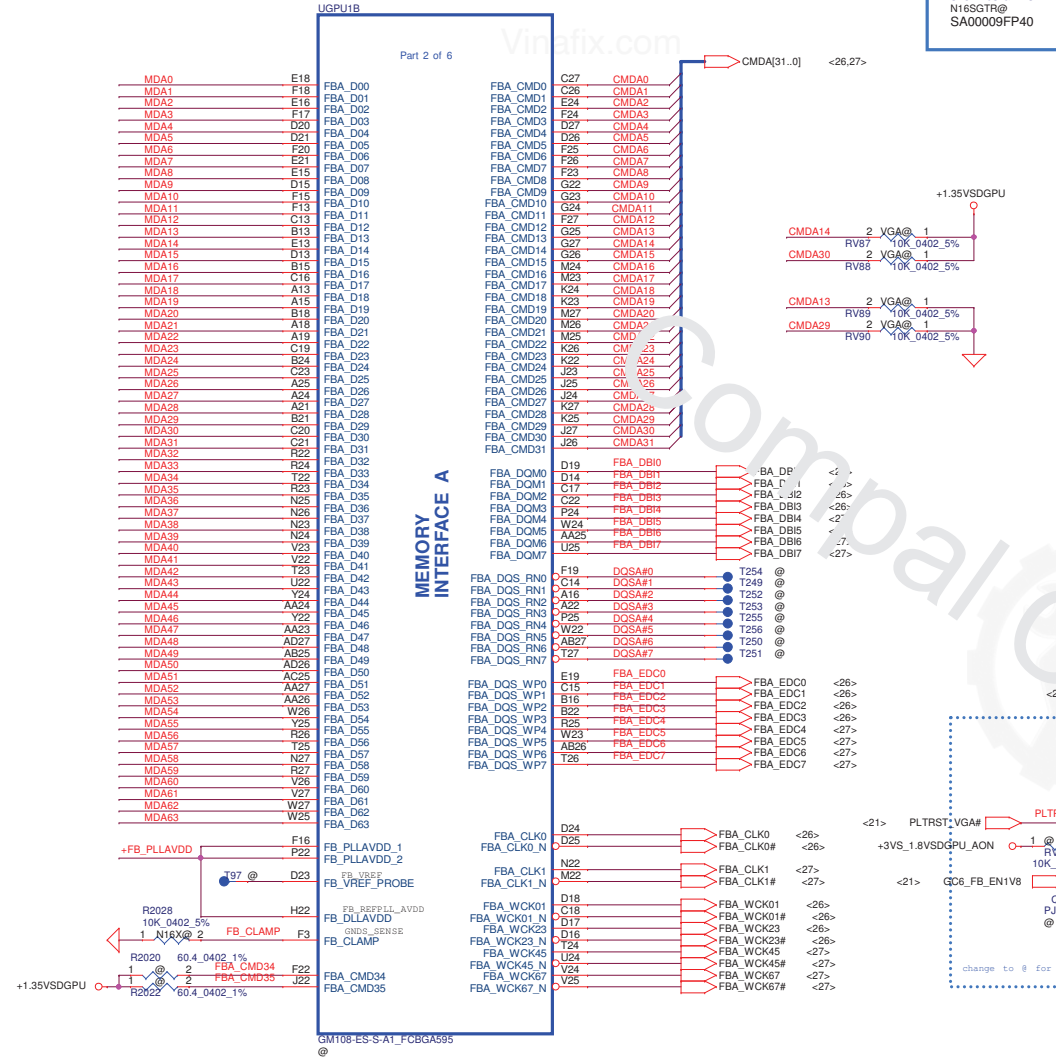 UGPU1B
N16SGTR@
SA00009FP40
Vinafix.com
Part 2 of 6
CMDA[31..0] <26,27>
MDA0 E18 FBA_D00 FBA_CMD0 C27 CMDA0
MDA1 F18 FBA_D01 FBA_CMD1 C26 CMDA1
MDA2 E16 FBA_D02 FBA_CMD2 E24 CMDA2
MDA3 F17 FBA_D03 FBA_CMD3 F24 CMDA3
MDA4 D20 FBA_D04 FBA_CMD4 D27 CMDA4
MDA5 D21 FBA_D05 FBA_CMD5 D26 CMDA5
MDA6 F20 FBA_D06 FBA_CMD6 F25 CMDA6
MDA7 E21 FBA_D07 FBA_CMD7 F26 CMDA7
MDA8 E15 FBA_D08 FBA_CMD8 F23 CMDA8
MDA9 D15 FBA_D09 FBA_CMD9 G22 CMDA9
MDA10 F15 FBA_D10 FBA_CMD10 G23 CMDA10
MDA11 F13 FBA_D11 FBA_CMD11 G24 CMDA11
MDA12 C13 FBA_D12 FBA_CMD12 F27 CMDA12
MDA13 B13 FBA_D13 FBA_CMD13 G25 CMDA13
MDA14 E13 FBA_D14 FBA_CMD14 G27 CMDA14
MDA15 D13 FBA_D15 FBA_CMD15 G26 CMDA15
MDA16 B15 FBA_D16 FBA_CMD16 M24 CMDA16
MDA17 C16 FBA_D17 FBA_CMD17 M23 CMDA17
MDA18 A13 FBA_D18 FBA_CMD18 K24 CMDA18
MDA19 A15 FBA_D19 FBA_CMD19 K23 CMDA19
MDA20 B18 FBA_D20 FBA_CMD20 M27 CMDA20
MDA21 A18 FBA_D21 FBA_CMD21 M26
MDA22 A19 FBA_D22 FBA_CMD22 M25
MDA23 C19 FBA_D23 FBA_CMD23 K26
MDA24 B24 FBA_D24 FBA_CMD24 K22 CMDA24
MDA25 C23 FBA_D25 FBA_CMD25 J23 CMDA25
MDA26 A25 FBA_D26 FBA_CMD26 J25 CMDA26
MDA27 A24 FBA_D27 FBA_CMD27 J24 CMDA27
MDA28 A21 FBA_D28 FBA_CMD28 K27 CMDA28
MDA29 B21 FBA_D29 FBA_CMD29 K25 CMDA29
MDA30 C20 FBA_D30 FBA_CMD30 J27 CMDA30
MDA31 C21 FBA_D31 FBA_CMD31 J26 CMDA31
MDA32 R22 FBA_D32
MDA33 R24 FBA_D33
MDA34 T22 FBA_D34
MDA35 R23 FBA_D35
MDA36 N25 FBA_D36
MDA37 N26 FBA_D37
MDA38 N23 FBA_D38
MDA39 N24 FBA_D39
MDA40 V23 FBA_D40
MDA41 V22 FBA_D41
MDA42 T23 FBA_D42
MDA43 U22 FBA_D43
MDA44 Y24 FBA_D44
MDA45 AA24 FBA_D45
MDA46 Y22 FBA_D46
MDA47 AA23 FBA_D47
MDA48 AD27 FBA_D48
MDA49 AB25 FBA_D49
MDA50 AD26 FBA_D50
MDA51 AC25 FBA_D51
MDA52 AA27 FBA_D52
MDA53 AA26 FBA_D53
MDA54 W26 FBA_D54
MDA55 Y25 FBA_D55
MDA56 R26 FBA_D56
MDA57 T25 FBA_D57
MDA58 N27 FBA_D58
MDA59 R27 FBA_D59
MDA60 V26 FBA_D60
MDA61 V27 FBA_D61
MDA62 W27 FBA_D62
MDA63 W25 FBA_D63
MEMORY
INTERFACE A
FBA_DQM0 D19 FBA_DBI0
FBA_DQM1 D14 FBA_DBI1
FBA_DQM2 C17 FBA_DBI2 <26>
FBA_DQM3 C22 FBA_DBI3 FBA_DBI3 <26>
FBA_DQM4 P24 FBA_DBI4 FBA_DBI4
FBA_DQM5 W24 FBA_DBI5 FBA_DBI5
FBA_DQM6 AA25 FBA_DBI6 FBA_DBI6
FBA_DQM7 U25 FBA_DBI7 FBA_DBI7 <27>
FBA_DQS_RN0 F19 DQSA#0 T254 @
FBA_DQS_RN1 C14 DQSA#1 T249 @
FBA_DQS_RN2 A16 DQSA#2 T252 @
FBA_DQS_RN3 A22 DQSA#3 T253 @
FBA_DQS_RN4 P25 DQSA#4 T255 @
FBA_DQS_RN5 W22 DQSA#5 T256 @
FBA_DQS_RN6 AB27 DQSA#6 T250 @
FBA_DQS_RN7 T27 DQSA#7 T251 @
FBA_DQS_WP0 E19 FBA_EDC0 FBA_EDC0 <26>
FBA_DQS_WP1 C15 FBA_EDC1 FBA_EDC1 <26>
FBA_DQS_WP2 B16 FBA_EDC2 FBA_EDC2 <26>
FBA_DQS_WP3 B22 FBA_EDC3 FBA_EDC3 <26>
FBA_DQS_WP4 R25 FBA_EDC4 FBA_EDC4 <27>
FBA_DQS_WP5 W23 FBA_EDC5 FBA_EDC5 <27>
FBA_DQS_WP6 AB26 FBA_EDC6 FBA_EDC6 <27>
FBA_DQS_WP7 T26 FBA_EDC7 FBA_EDC7 <27>
FBA_CLK0 D24 FBA_CLK0 <26>
FBA_CLK0_N D25 FBA_CLK0# <26>
FBA_CLK1 N22 FBA_CLK1 <27>
FBA_CLK1_N M22 FBA_CLK1# <27>
FBA_WCK01 D18 FBA_WCK01 <26>
FBA_WCK01_N C18 FBA_WCK01# <26>
FBA_WCK23 D17 FBA_WCK23 <26>
FBA_WCK23_N D16 FBA_WCK23# <26>
FBA_WCK45 T24 FBA_WCK45 <27>
FBA_WCK45_N U24 FBA_WCK45# <27>
FBA_WCK67 V24 FBA_WCK67 <27>
FBA_WCK67_N V25 FBA_WCK67# <27>
+FB_PLLAVDD
F16 FB_PLLAVDD_1
P22 FB_PLLAVDD_2
T97 @ D23 FB_VREF FB_VREF_PROBE
H22 FB_REFPLL_AVDD FB_DLLAVDD
R2028
10K_0402_5%
1 N16X@ 2 FB_CLAMP F3 GNDS_SENSE FB_CLAMP
R2020 60.4_0402_1%
1 @ 2 FBA_CMD34 F22 FBA_CMD34
+1.35VSDGPU 1 @ 2 FBA_CMD35 J22 FBA_CMD35
R2022 60.4_0402_1%
GM108-ES-S-A1_FCBGA595
@
+1.35VSDGPU
CMDA14 2 VGA@ 1
RV87 10K_0402_5%
CMDA30 2 VGA@ 1
RV88 10K_0402_5%
CMDA13 2 VGA@ 1
RV89 10K_0402_5%
CMDA29 2 VGA@ 1
RV90 10K_0402_5%
Compal
<21> PLTRST_VGA#
+3VS_1.8VSDGPU_AON 1 @
<21> GC6_FB_EN1V8
@
change to @ for